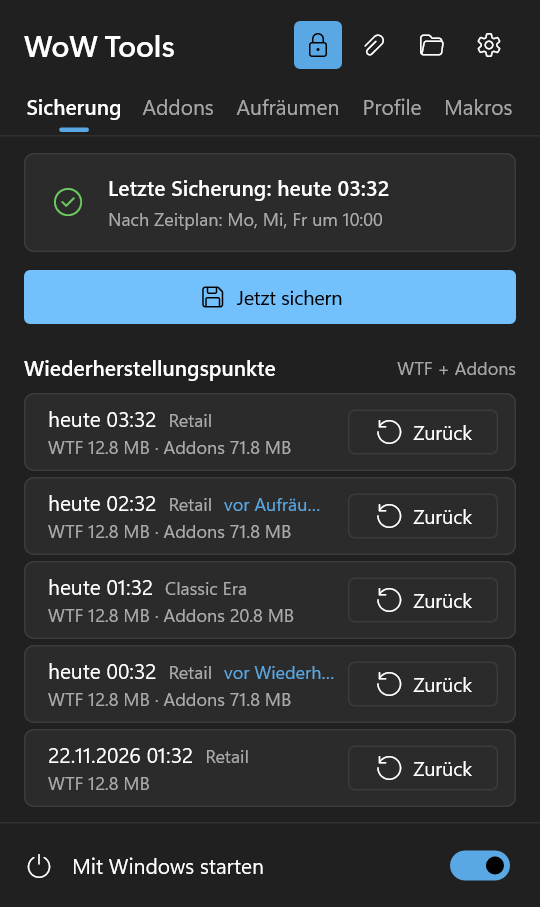 WoW Tools
Sicherung Addons Aufräumen Profile Makros
Letzte Sicherung: heute 03:32
Nach Zeitplan: Mo, Mi, Fr um 10:00
Jetzt sichern
Wiederherstellungspunkte WTF + Addons
heute 03:32 Retail
WTF 12.8 MB · Addons 71.8 MB
Zurück
heute 02:32 Retail vor Aufräu...
WTF 12.8 MB · Addons 71.8 MB
Zurück
heute 01:32 Classic Era
WTF 12.8 MB · Addons 20.8 MB
Zurück
heute 00:32 Retail vor Wiederh...
WTF 12.8 MB · Addons 71.8 MB
Zurück
22.11.2026 01:32 Retail
WTF 12.8 MB
Zurück
Mit Windows starten